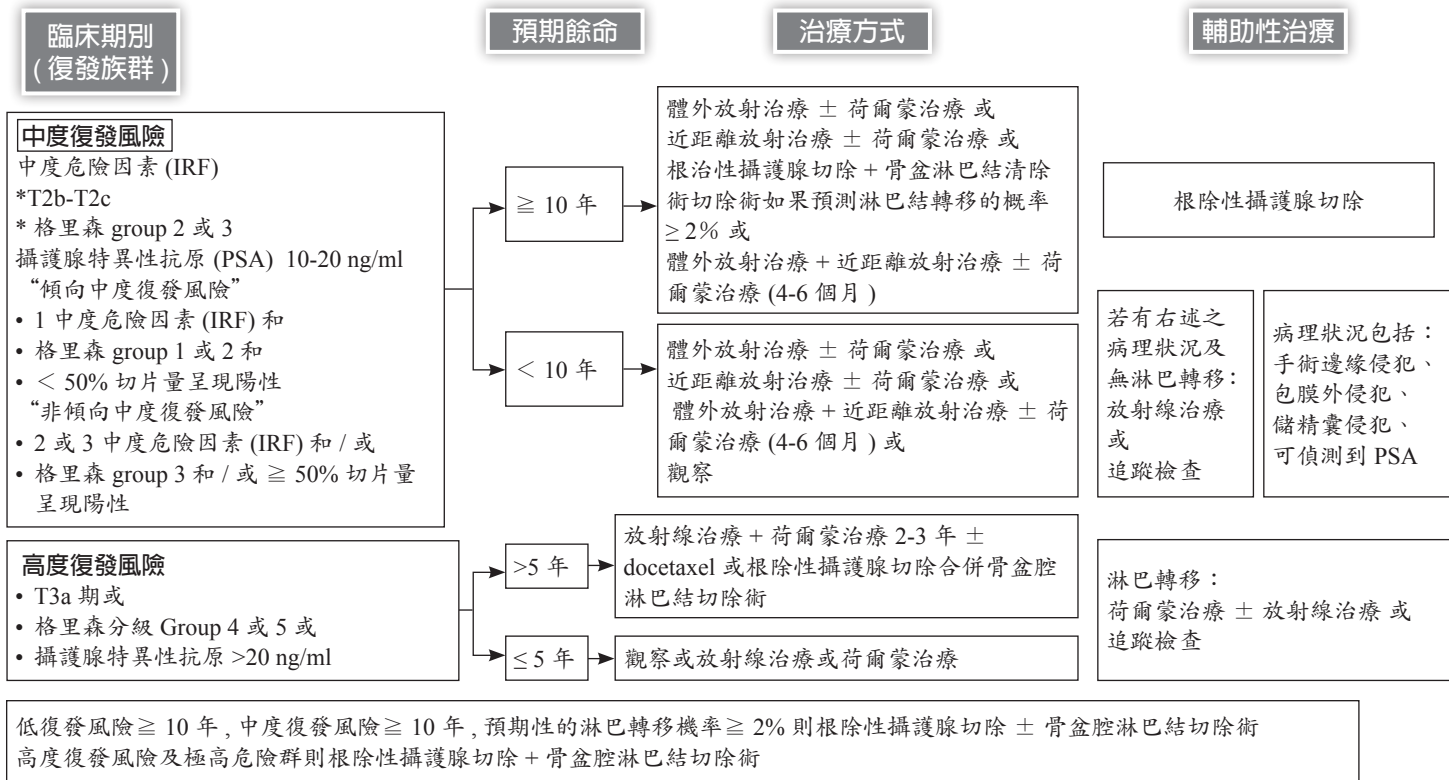 臨床期別
( 復發族群 )
預期餘命
治療方式
輔助性治療
中度復發風險
中度危險因素 (IRF)
*T2b-T2c
* 格里森 group 2 或 3
攝護腺特異性抗原 (PSA) 10-20 ng/ml
“傾向中度復發風險”
• 1 中度危險因素 (IRF) 和
• 格里森 group 1 或 2 和
• < 50% 切片量呈現陽性
“非傾向中度復發風險”
• 2 或 3 中度危險因素 (IRF) 和 / 或
• 格里森 group 3 和 / 或 ≧ 50% 切片量
呈現陽性
≧ 10 年
體外放射治療 ± 荷爾蒙治療 或
近距離放射治療 ± 荷爾蒙治療 或
根治性攝護腺切除 + 骨盆淋巴結清除
術切除術如果預測淋巴結轉移的概率
≥ 2% 或
體外放射治療 + 近距離放射治療 ± 荷
爾蒙治療 (4-6 個月 )
< 10 年
體外放射治療 ± 荷爾蒙治療 或
近距離放射治療 ± 荷爾蒙治療 或
體外放射治療 + 近距離放射治療 ± 荷
爾蒙治療 (4-6 個月 ) 或
觀察
根除性攝護腺切除
若有右述之
病理狀況及
無淋巴轉移：
放射線治療
或
追蹤檢查
病理狀況包括：
手術邊緣侵犯、
包膜外侵犯、
儲精囊侵犯、
可偵測到 PSA
高度復發風險
• T3a 期或
• 格里森分級 Group 4 或 5 或
• 攝護腺特異性抗原 >20 ng/ml
>5 年
放射線治療 + 荷爾蒙治療 2-3 年 ±
docetaxel 或根除性攝護腺切除合併骨盆腔
淋巴結切除術
≤ 5 年
觀察或放射線治療或荷爾蒙治療
淋巴轉移：
荷爾蒙治療 ± 放射線治療 或
追蹤檢查
低復發風險≧ 10 年 , 中度復發風險≧ 10 年 , 預期性的淋巴轉移機率≧ 2% 則根除性攝護腺切除 ± 骨盆腔淋巴結切除術
高度復發風險及極高危險群則根除性攝護腺切除 + 骨盆腔淋巴結切除術